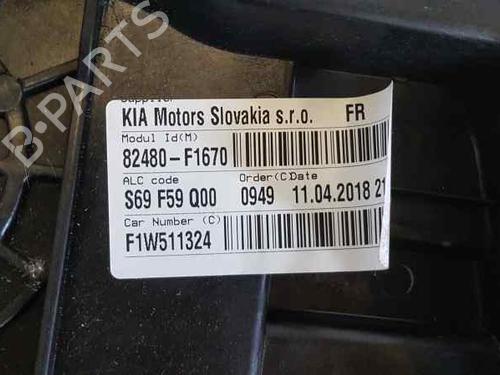 B-PARTS
Supplier
KIA Motors Slovakia s.r.o. FR
Modul Id(M)
82480-F1670
ALC code Order(C)Date
S69 F59 Q00 0949 11.04.2018 21
Car Number (C)
F1W511324